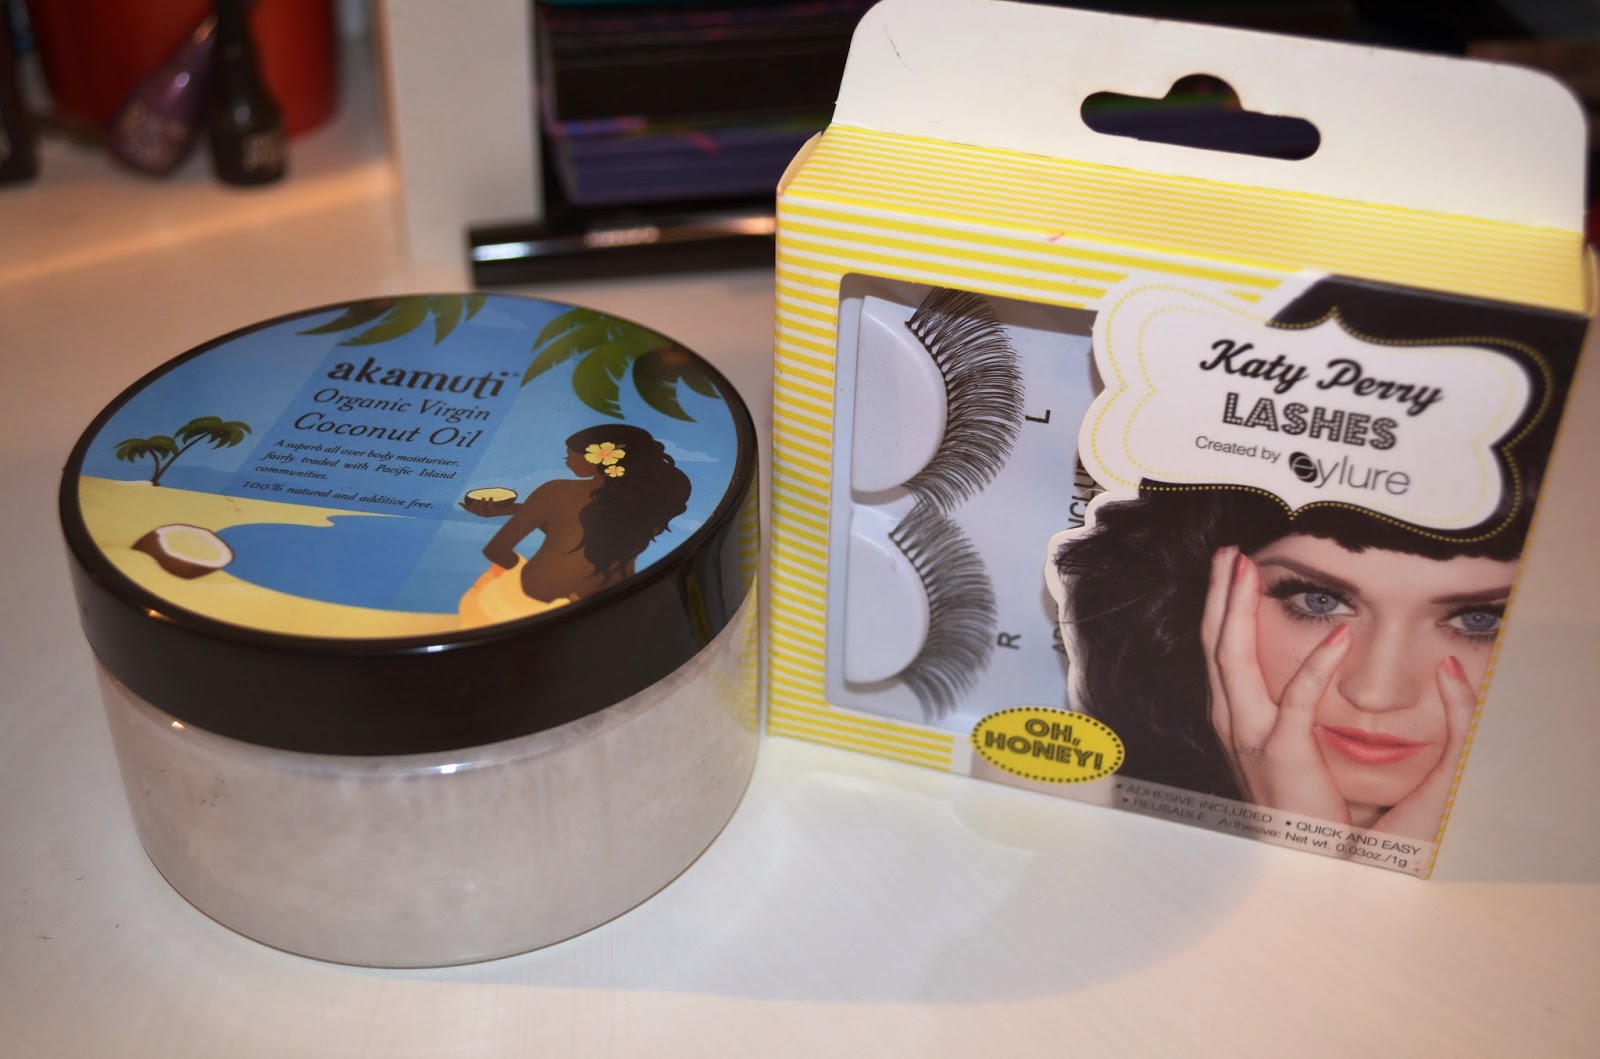 akamuti
Organic Virgin
Coconut Oil
A superb all over body moisturiser,
fairly traded with Pacific Island
communities.
100% natural and additive free.
Katy Perry
LASHES
Created by eylure
L
R
OH,
HONEY!
• ADHESIVE INCLUDED • QUICK AND EASY
• REUSABLE Adhesive: Net wt. 0.03oz./1g